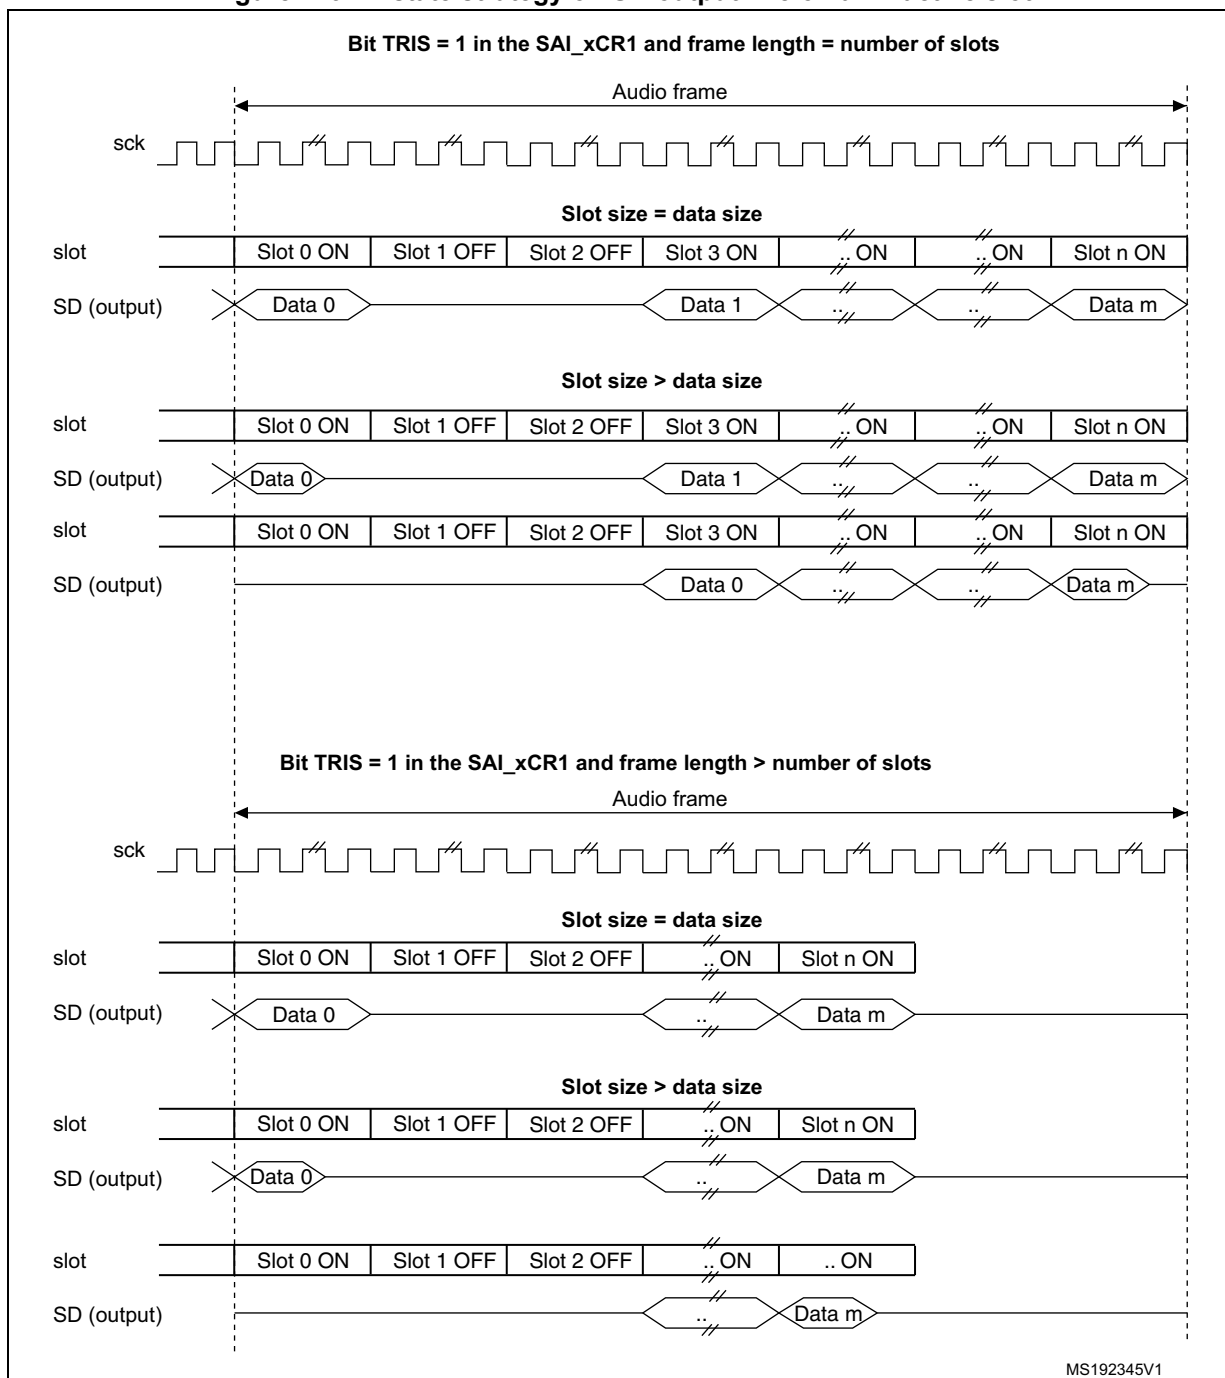 Bit TRIS = 1 in the SAI_xCR1 and frame length = number of slots
Audio frame
sck
Slot size = data size
slot Slot 0 ON Slot 1 OFF Slot 2 OFF Slot 3 ON .. ON .. ON Slot n ON
SD (output) Data 0 Data 1 .. .. Data m
Slot size > data size
slot Slot 0 ON Slot 1 OFF Slot 2 OFF Slot 3 ON .. ON .. ON Slot n ON
SD (output) Data 0 Data 1 .. .. Data m
slot Slot 0 ON Slot 1 OFF Slot 2 OFF Slot 3 ON .. ON .. ON Slot n ON
SD (output) Data 0 .. .. Data m
Bit TRIS = 1 in the SAI_xCR1 and frame length > number of slots
Audio frame
sck
Slot size = data size
slot Slot 0 ON Slot 1 OFF Slot 2 OFF .. ON Slot n ON
SD (output) Data 0 .. Data m
Slot size > data size
slot Slot 0 ON Slot 1 OFF Slot 2 OFF .. ON Slot n ON
SD (output) Data 0 .. Data m
slot Slot 0 ON Slot 1 OFF Slot 2 OFF .. ON .. ON
SD (output) .. Data m
MS192345V1